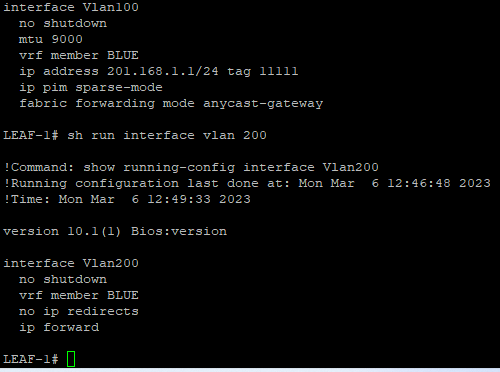 interface Vlan100
  no shutdown
  mtu 9000
  vrf member BLUE
  ip address 201.168.1.1/24 tag 11111
  ip pim sparse-mode
  fabric forwarding mode anycast-gateway
LEAF-1# sh run interface vlan 200
!Command: show running-config interface Vlan200
!Running configuration last done at: Mon Mar  6 12:46:48 2023
!Time: Mon Mar  6 12:49:33 2023
version 10.1(1) Bios:version
interface Vlan200
  no shutdown
  vrf member BLUE
  no ip redirects
  ip forward
LEAF-1#